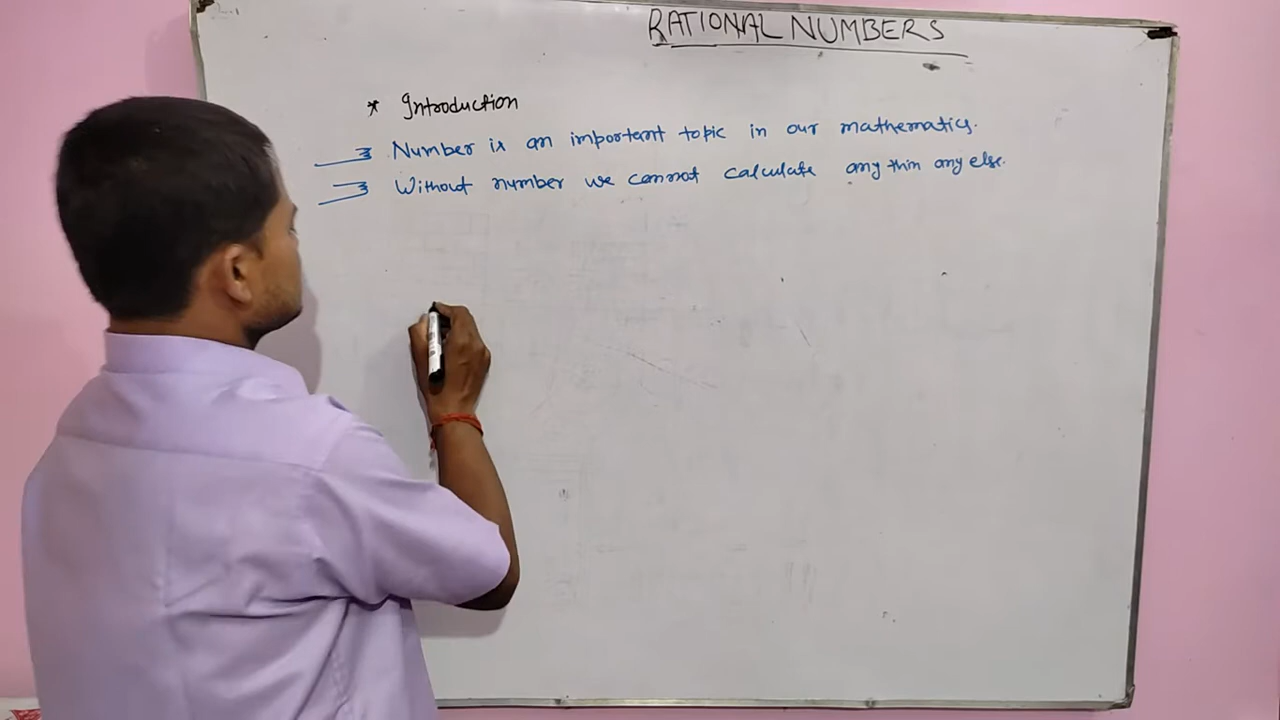 RATIONAL NUMBERS
* Introduction
Number is an important topic in our mathematics.
Without number we cannot calculate any thin any else.